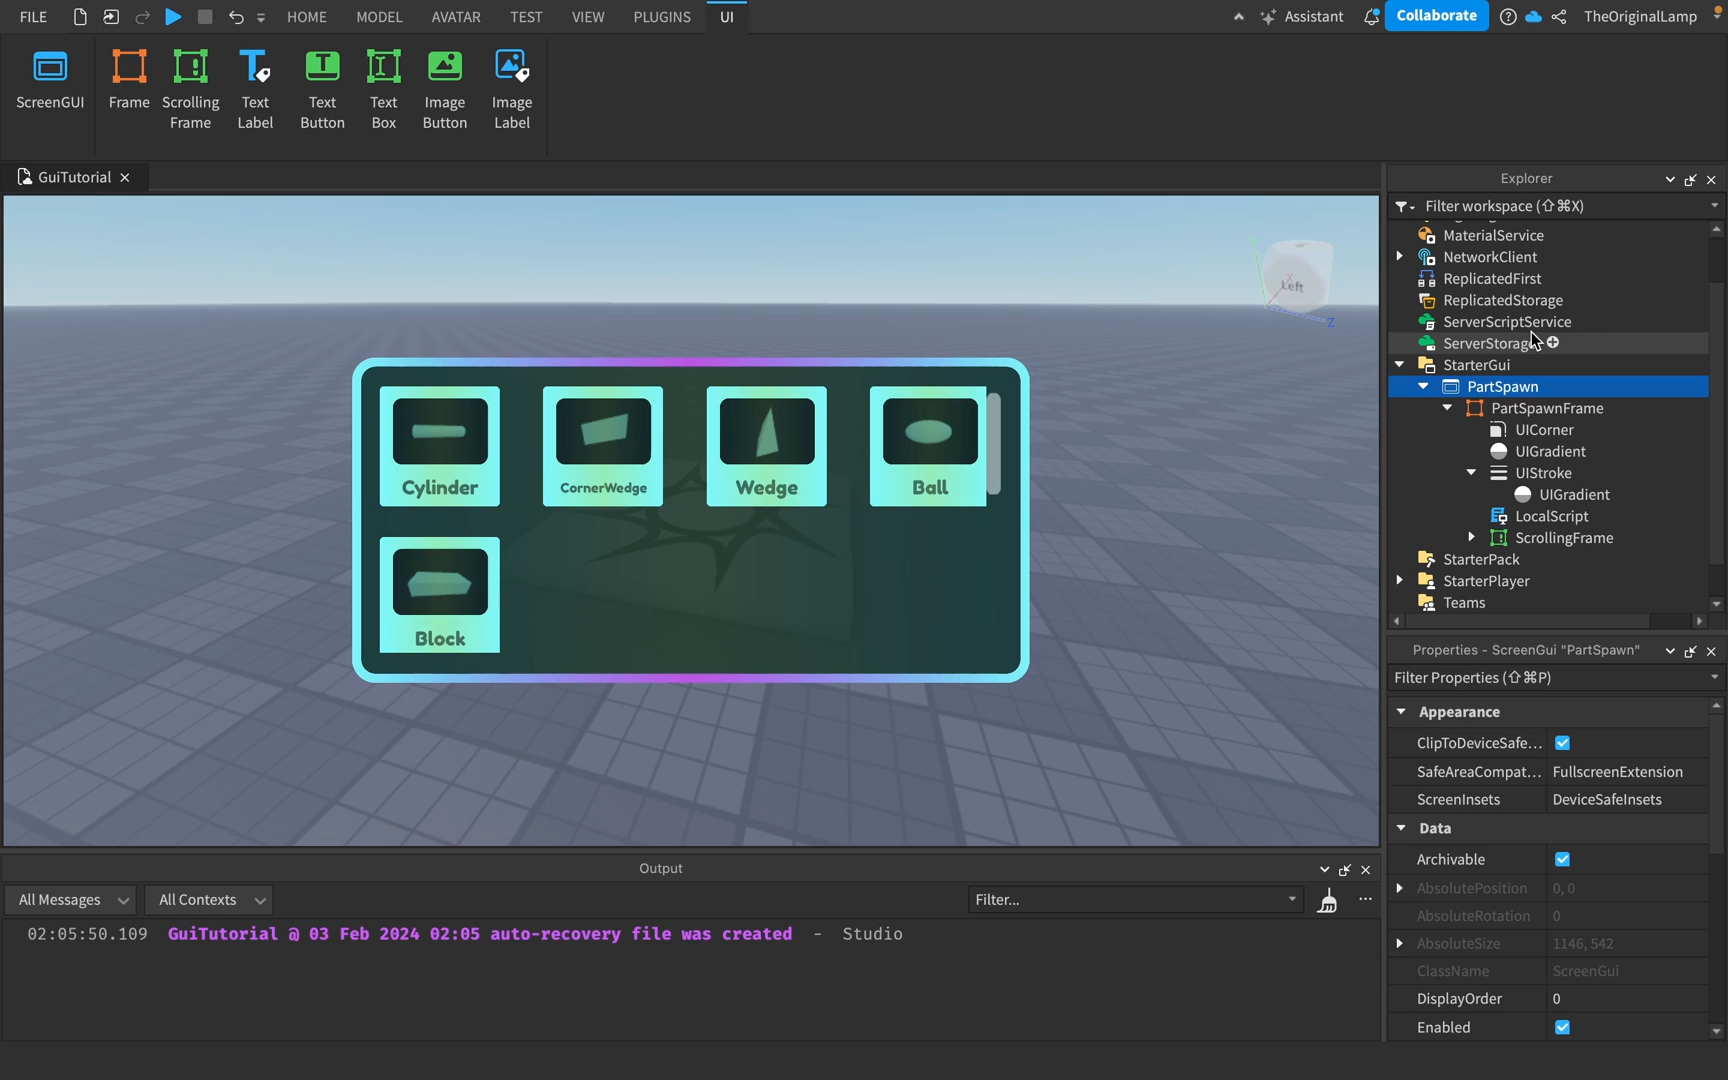 FILE
HOME
MODEL
AVATAR
TEST
VIEW
PLUGINS
UI
Assistant
Collaborate
TheOriginalLamp
ScreenGUI
Frame
Scrolling
Frame
Text
Label
Text
Button
Text
Box
Image
Button
Image
Label
GuiTutorial
Left
Z
Cylinder
CornerWedge
Wedge
Ball
Block
Explorer
Filter workspace (⇧⌘X)
MaterialService
NetworkClient
ReplicatedFirst
ReplicatedStorage
ServerScriptService
ServerStorage
StarterGui
PartSpawn
PartSpawnFrame
UICorner
UIGradient
UIStroke
UIGradient
LocalScript
ScrollingFrame
StarterPack
StarterPlayer
Teams
Properties - ScreenGui "PartSpawn"
Filter Properties (⇧⌘P)
Appearance
ClipToDeviceSafe...
SafeAreaCompat... FullscreenExtension
ScreenInsets DeviceSafeInsets
Data
Archivable
AbsolutePosition 0, 0
AbsoluteRotation 0
AbsoluteSize 1146, 542
ClassName ScreenGui
DisplayOrder 0
Enabled
Output
All Messages
All Contexts
Filter...
02:05:50.109 GuiTutorial @ 03 Feb 2024 02:05 auto-recovery file was created - Studio